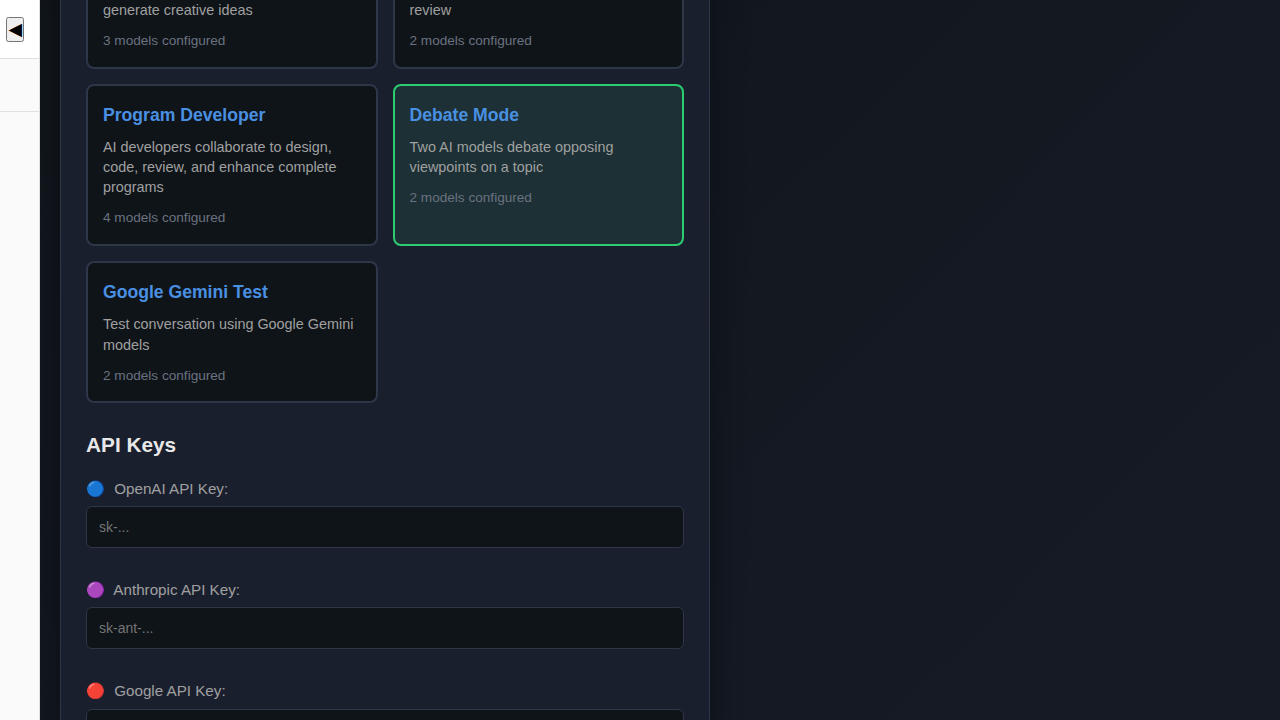 ◀
generate creative ideas
3 models configured
review
2 models configured
Program Developer
AI developers collaborate to design,
code, review, and enhance complete
programs
4 models configured
Debate Mode
Two AI models debate opposing
viewpoints on a topic
2 models configured
Google Gemini Test
Test conversation using Google Gemini
models
2 models configured
API Keys
🔵 OpenAI API Key:
sk-...
🟣 Anthropic API Key:
sk-ant-...
🔴 Google API Key: